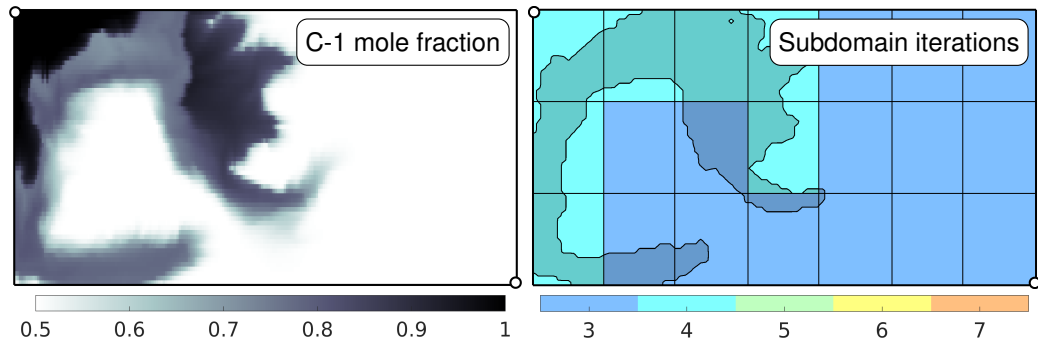 C-1 mole fraction
Subdomain iterations
0.5 0.6 0.7 0.8 0.9 1
3 4 5 6 7